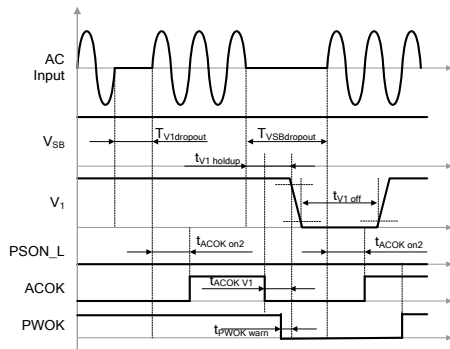 AC
Input
VSB
TV1dropout
TVSBdropout
tV1 holdup
V1
tV1 off
PSON_L
tACOK on2
tACOK on2
ACOK
tACOK V1
PWOK
tPWOK warn